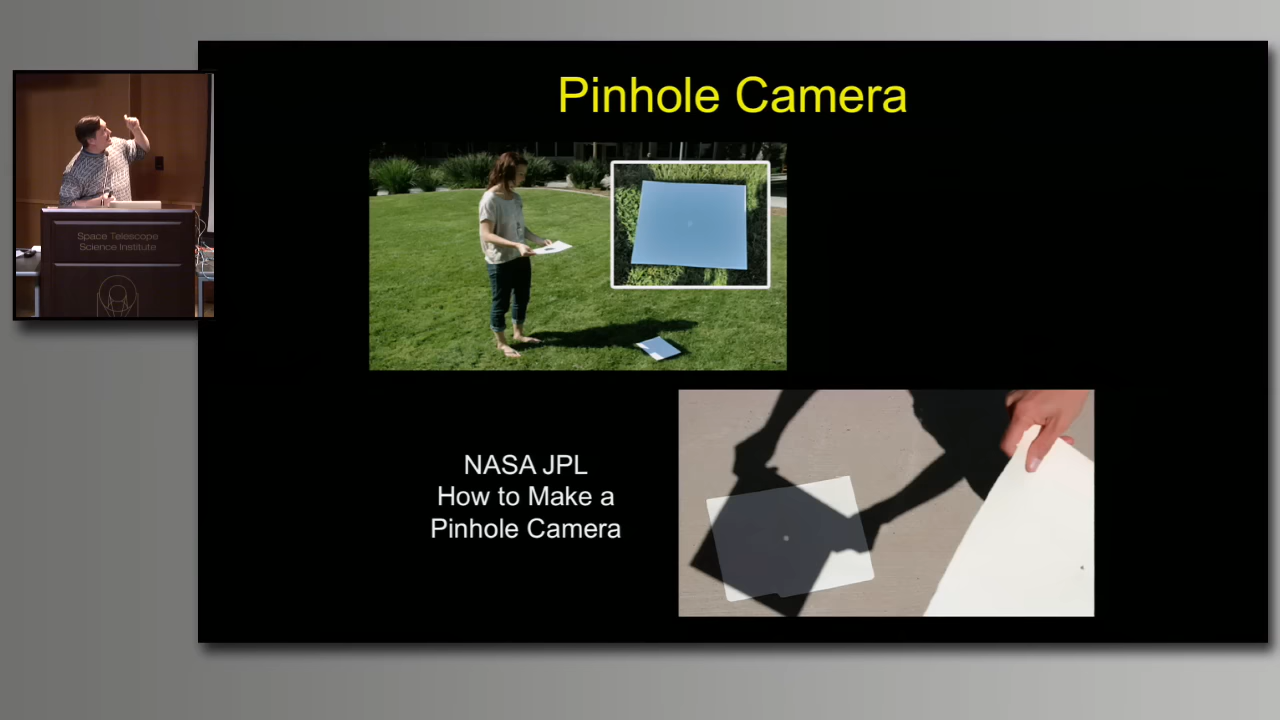 Pinhole Camera
Space Telescope
Science Institute
NASA JPL
How to Make a
Pinhole Camera